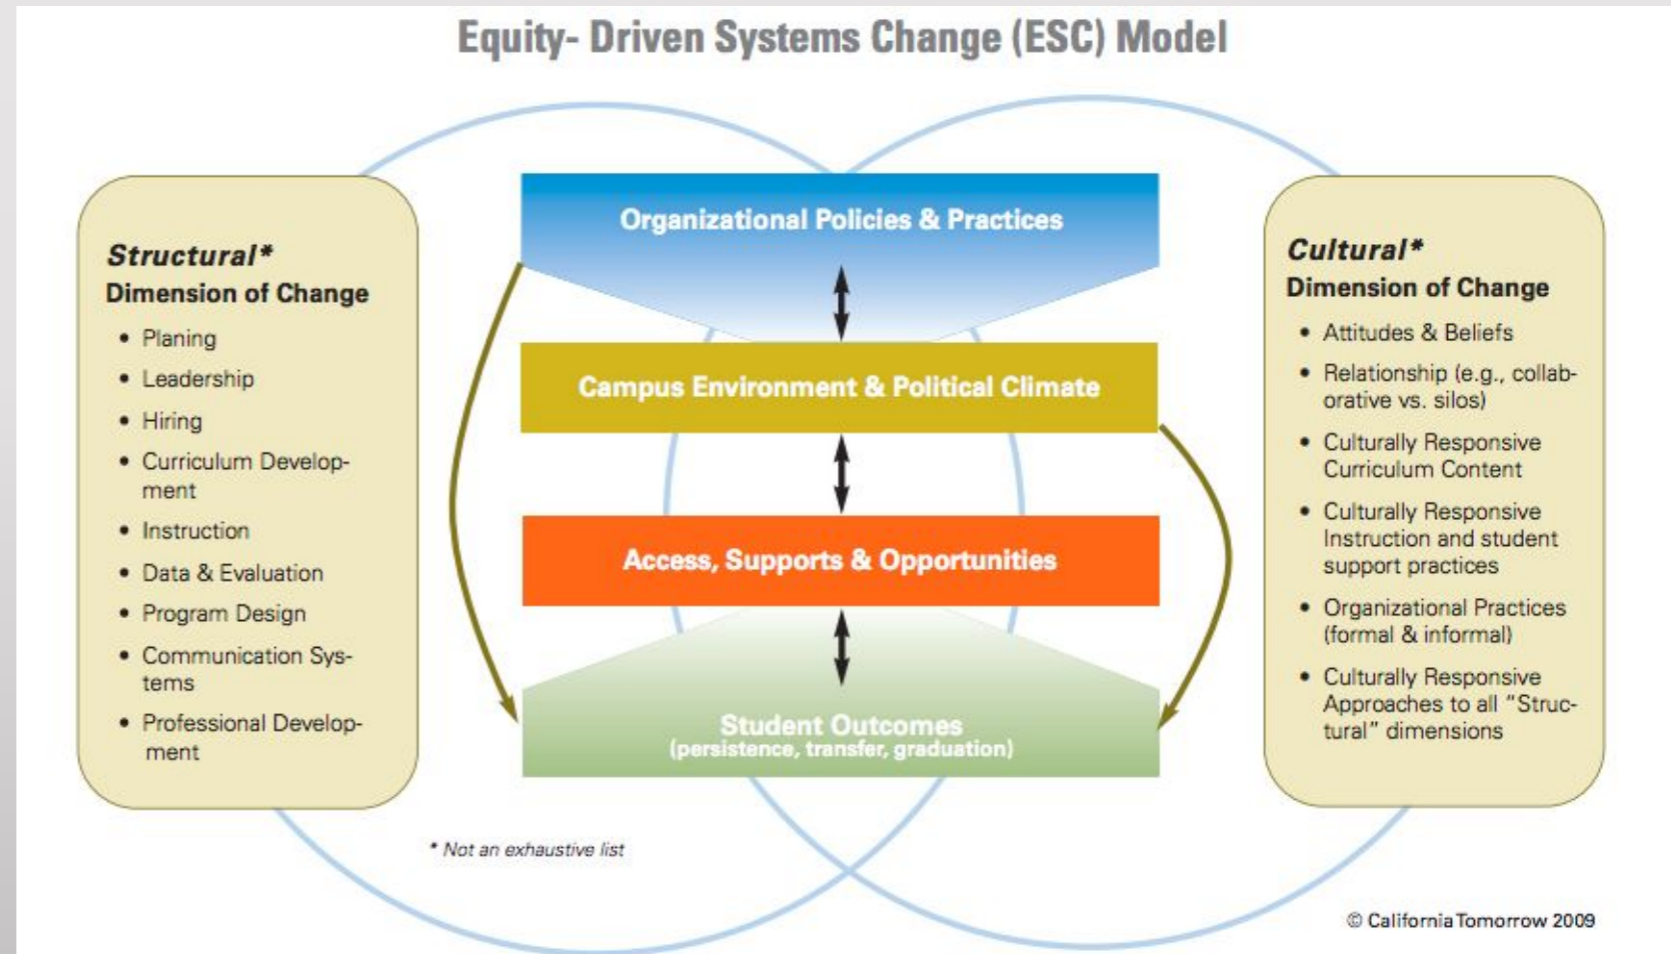 Equity- Driven Systems Change (ESC) Model
Structural*
Dimension of Change
• Planing
• Leadership
• Hiring
• Curriculum Develop-
ment
• Instruction
• Data & Evaluation
• Program Design
• Communication Sys-
tems
• Professional Develop-
ment
Organizational Policies & Practices
Campus Environment & Political Climate
Access, Supports & Opportunities
Student Outcomes
(persistence, transfer, graduation)
Cultural*
Dimension of Change
• Attitudes & Beliefs
• Relationship (e.g., collab-
orative vs. silos)
• Culturally Responsive
Curriculum Content
• Culturally Responsive
Instruction and student
support practices
• Organizational Practices
(formal & informal)
• Culturally Responsive
Approaches to all “Struc-
tural” dimensions
* Not an exhaustive list
© California Tomorrow 2009